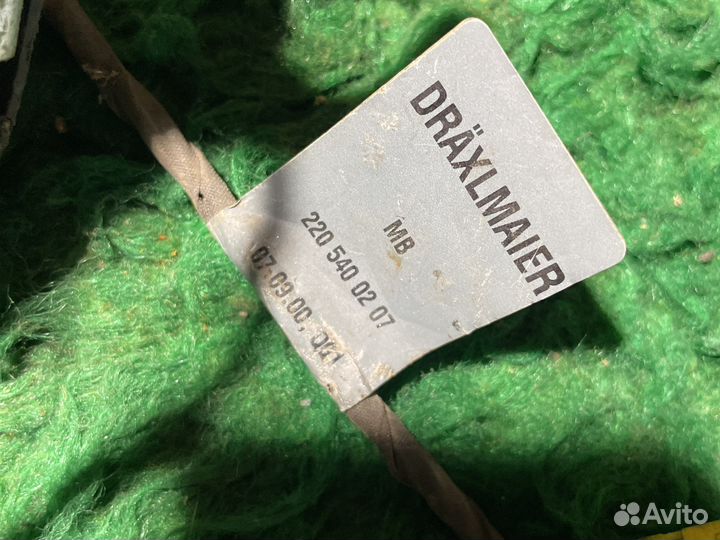 DRÄXLMAIER
MB
220 540 02 07
07.09.00,
Avito